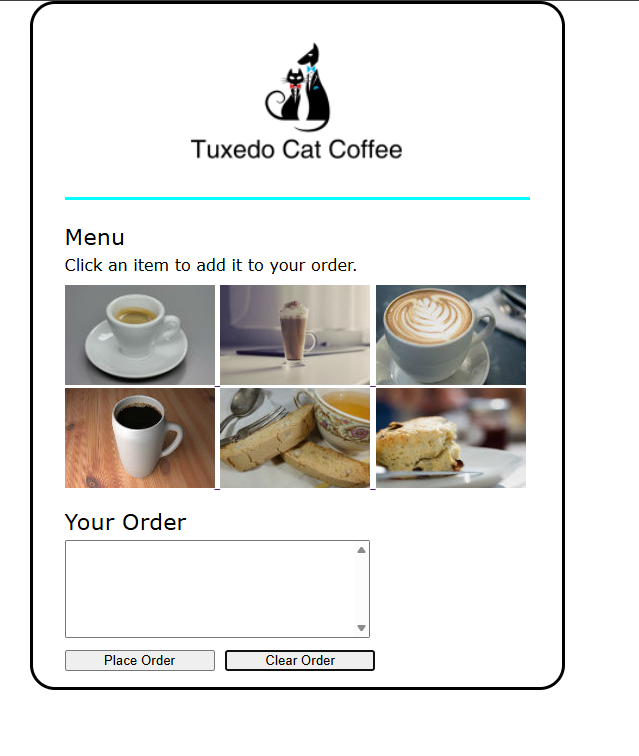 Tuxedo Cat Coffee
Menu
Click an item to add it to your order.
Your Order
Place Order
Clear Order